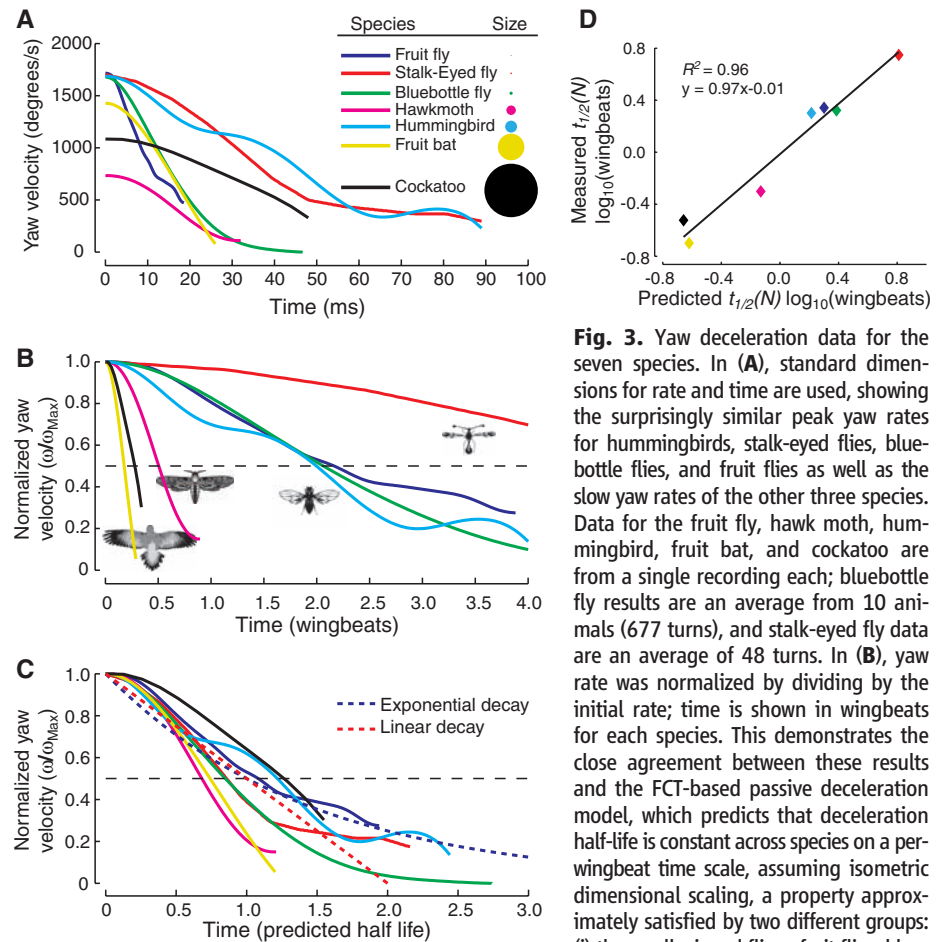 A
Species Size
Fruit fly
Stalk-Eyed fly
Bluebottle fly
Hawkmoth
Hummingbird
Fruit bat
Cockatoo
Yaw velocity (degrees/s)
2000
1500
1000
500
0
0 10 20 30 40 50 60 70 80 90 100
Time (ms)
B
Normalized yaw
velocity (ω/ωMax)
1.0
0.8
0.6
0.4
0.2
0
0 0.5 1.0 1.5 2.0 2.5 3.0 3.5 4.0
Time (wingbeats)
C
Exponential decay
Linear decay
Normalized yaw
velocity (ω/ωMax)
1.0
0.8
0.6
0.4
0.2
0
0 0.5 1.0 1.5 2.0 2.5 3.0
Time (predicted half life)
D
R² = 0.96
y = 0.97x-0.01
Measured t1/2(N)
log10(wingbeats)
0.8
0.4
0.0
-0.4
-0.8
-0.8 -0.4 0.0 0.4 0.8
Predicted t1/2(N) log10(wingbeats)
Fig. 3. Yaw deceleration data for the
seven species. In (A), standard dimen-
sions for rate and time are used, showing
the surprisingly similar peak yaw rates
for hummingbirds, stalk-eyed flies, blue-
bottle flies, and fruit flies as well as the
slow yaw rates of the other three species.
Data for the fruit fly, hawk moth, hum-
mingbird, fruit bat, and cockatoo are
from a single recording each; bluebottle
fly results are an average from 10 ani-
mals (677 turns), and stalk-eyed fly data
are an average of 48 turns. In (B), yaw
rate was normalized by dividing by the
initial rate; time is shown in wingbeats
for each species. This demonstrates the
close agreement between these results
and the FCT-based passive deceleration
model, which predicts that deceleration
half-life is constant across species on a per-
wingbeat time scale, assuming isometric
dimensional scaling, a property approx-
imately satisfied by two different groups: